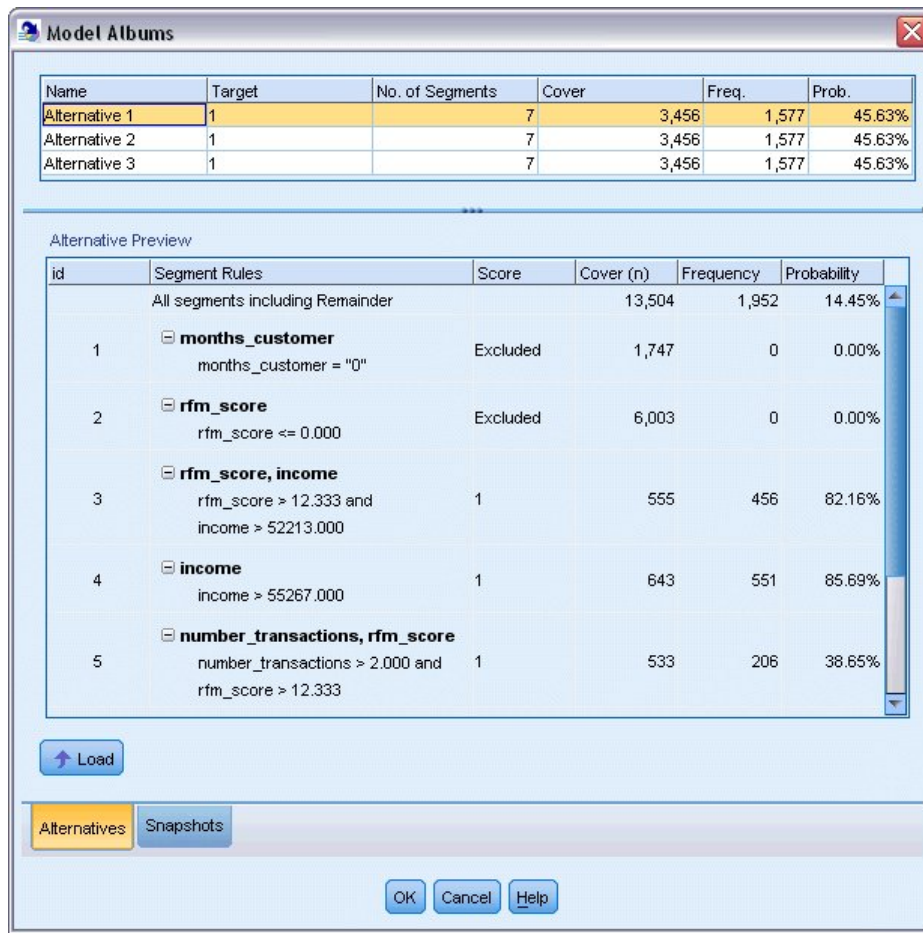 Model Albums
Name Target No. of Segments Cover Freq. Prob.
Alternative 1 1 7 3,456 1,577 45.63%
Alternative 2 1 7 3,456 1,577 45.63%
Alternative 3 1 7 3,456 1,577 45.63%
Alternative Preview
id Segment Rules Score Cover (n) Frequency Probability
All segments including Remainder 13,504 1,952 14.45%
months_customer
1 Excluded 1,747 0 0.00%
months_customer = "0"
rfm_score
2 Excluded 6,003 0 0.00%
rfm_score <= 0.000
rfm_score, income
3 rfm_score > 12.333 and 1 555 456 82.16%
income > 52213.000
income
4 1 643 551 85.69%
income > 55267.000
number_transactions, rfm_score
5 number_transactions > 2.000 and 1 533 206 38.65%
rfm_score > 12.333
Load
Alternatives Snapshots
OK Cancel Help